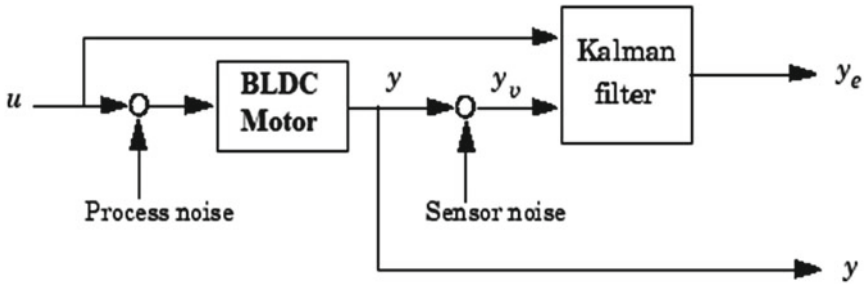 Kalman
filter
u
BLDC
Motor
y
y_v
y_e
Process noise
Sensor noise
y